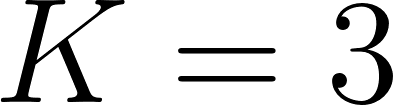 K = 3